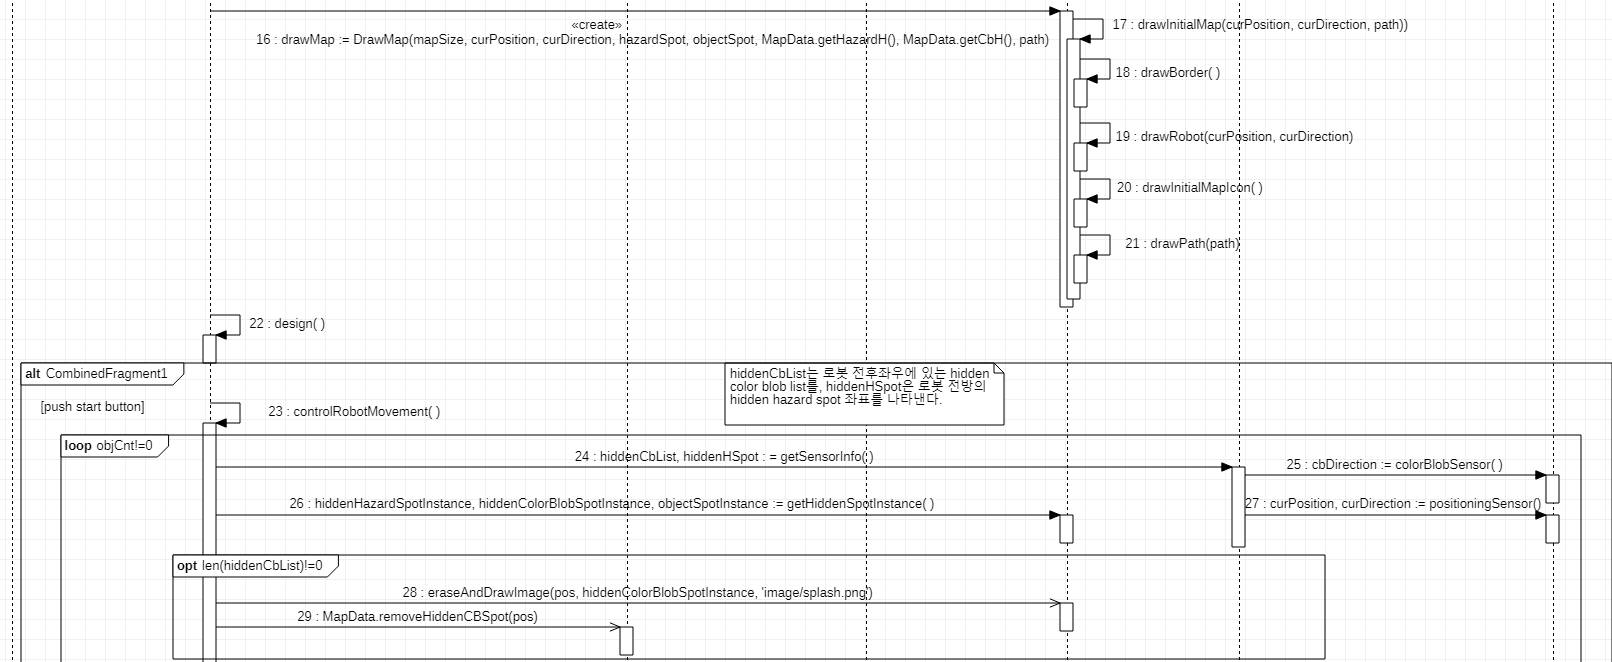 «create»
17 : drawInitialMap(curPosition, curDirection, path))
16 : drawMap := DrawMap(mapSize, curPosition, curDirection, hazardSpot, objectSpot, MapData.getHazardH(), MapData.getCbH(), path)
18 : drawBorder( )
19 : drawRobot(curPosition, curDirection)
20 : drawInitialMapIcon( )
21 : drawPath(path)
22 : design( )
alt CombinedFragment1
hiddenCbList는 로봇 전후좌우에 있는 hidden
color blob list를, hiddenHSpot은 로봇 전방의
hidden hazard spot 좌표를 나타낸다.
[push start button]
23 : controlRobotMovement( )
loop objCnt!=0
24 : hiddenCbList, hiddenHSpot : = getSensorInfo( )
25 : cbDirection := colorBlobSensor( )
26 : hiddenHazardSpotInstance, hiddenColorBlobSpotInstance, objectSpotInstance := getHiddenSpotInstance( )
27 : curPosition, curDirection := positioningSensor()
opt len(hiddenCbList)!=0
28 : eraseAndDrawImage(pos, hiddenColorBlobSpotInstance, 'image/splash.png')
29 : MapData.removeHiddenCBSpot(pos)